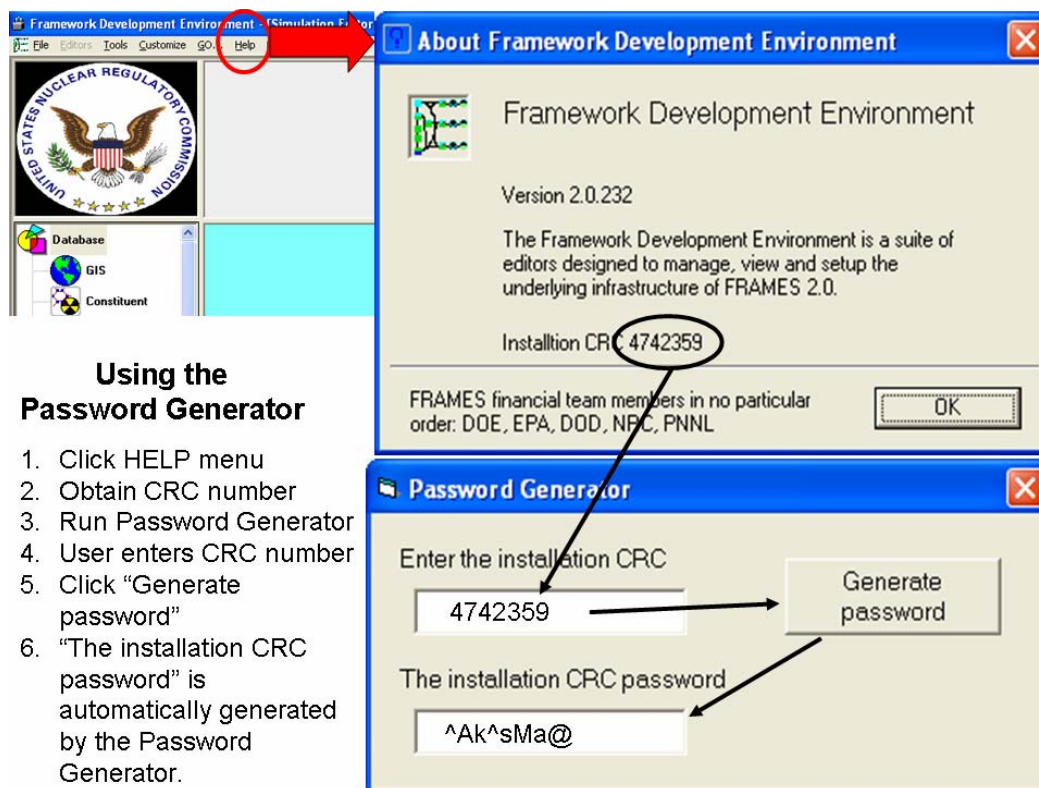 Framework Development Environment - [Simulation Editor
File Editors Tools Customize GO... Help
UNITED STATES NUCLEAR REGULATORY COMMISSION
Database
GIS
Constituent
Using the
Password Generator
1. Click HELP menu
2. Obtain CRC number
3. Run Password Generator
4. User enters CRC number
5. Click “Generate
password”
6. “The installation CRC
password” is
automatically generated
by the Password
Generator.
About Framework Development Environment
Framework Development Environment
Version 2.0.232
The Framework Development Environment is a suite of
editors designed to manage, view and setup the
underlying infrastructure of FRAMES 2.0.
Installtion CRC 4742359
FRAMES financial team members in no particular
order: DOE, EPA, DOD, NRC, PNNL
OK
Password Generator
Enter the installation CRC
4742359
Generate
password
The installation CRC password
^Ak^sMa@